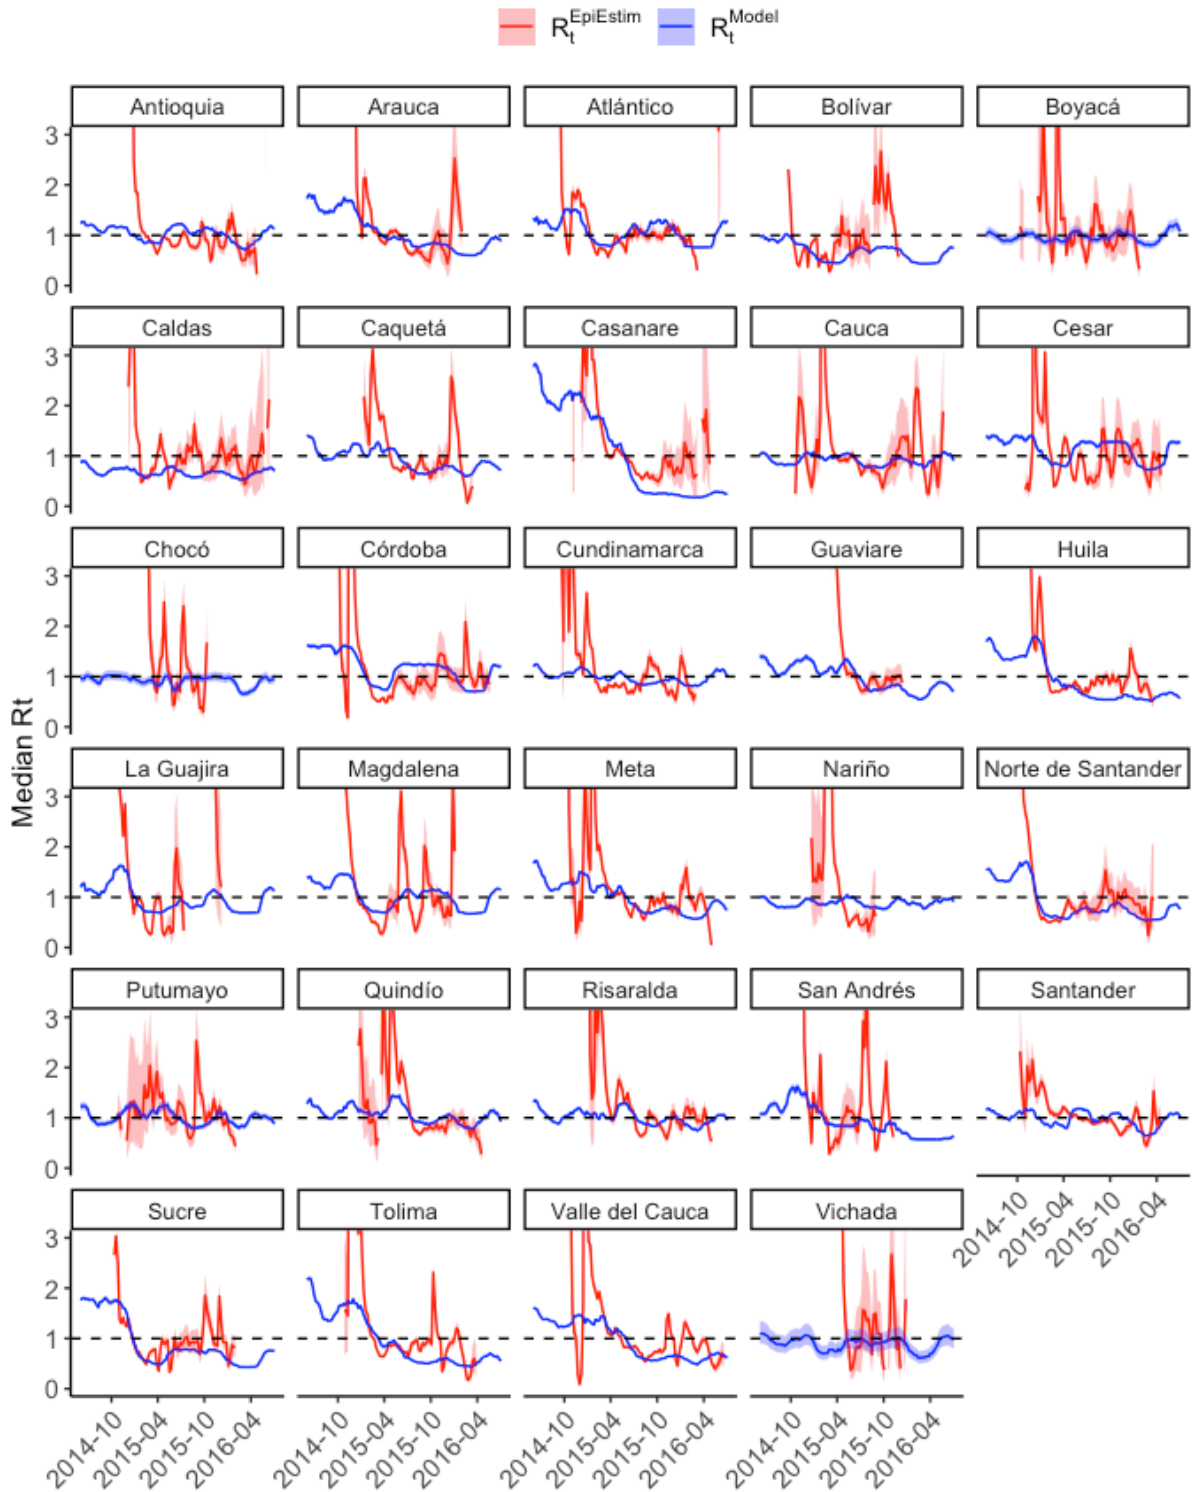 R_t^EpiEstim R_t^Model
Antioquia Arauca Atlántico Bolívar Boyacá
3
2
1
0
Caldas Caquetá Casanare Cauca Cesar
3
2
1
0
Chocó Córdoba Cundinamarca Guaviare Huila
3
2
1
0
Median Rt
La Guajira Magdalena Meta Nariño Norte de Santander
3
2
1
0
Putumayo Quindío Risaralda San Andrés Santander
3
2
1
0
2014-10 2015-04 2015-10 2016-04
Sucre Tolima Valle del Cauca Vichada
3
2
1
0
2014-10 2015-04 2015-10 2016-04 2014-10 2015-04 2015-10 2016-04 2014-10 2015-04 2015-10 2016-04 2014-10 2015-04 2015-10 2016-04